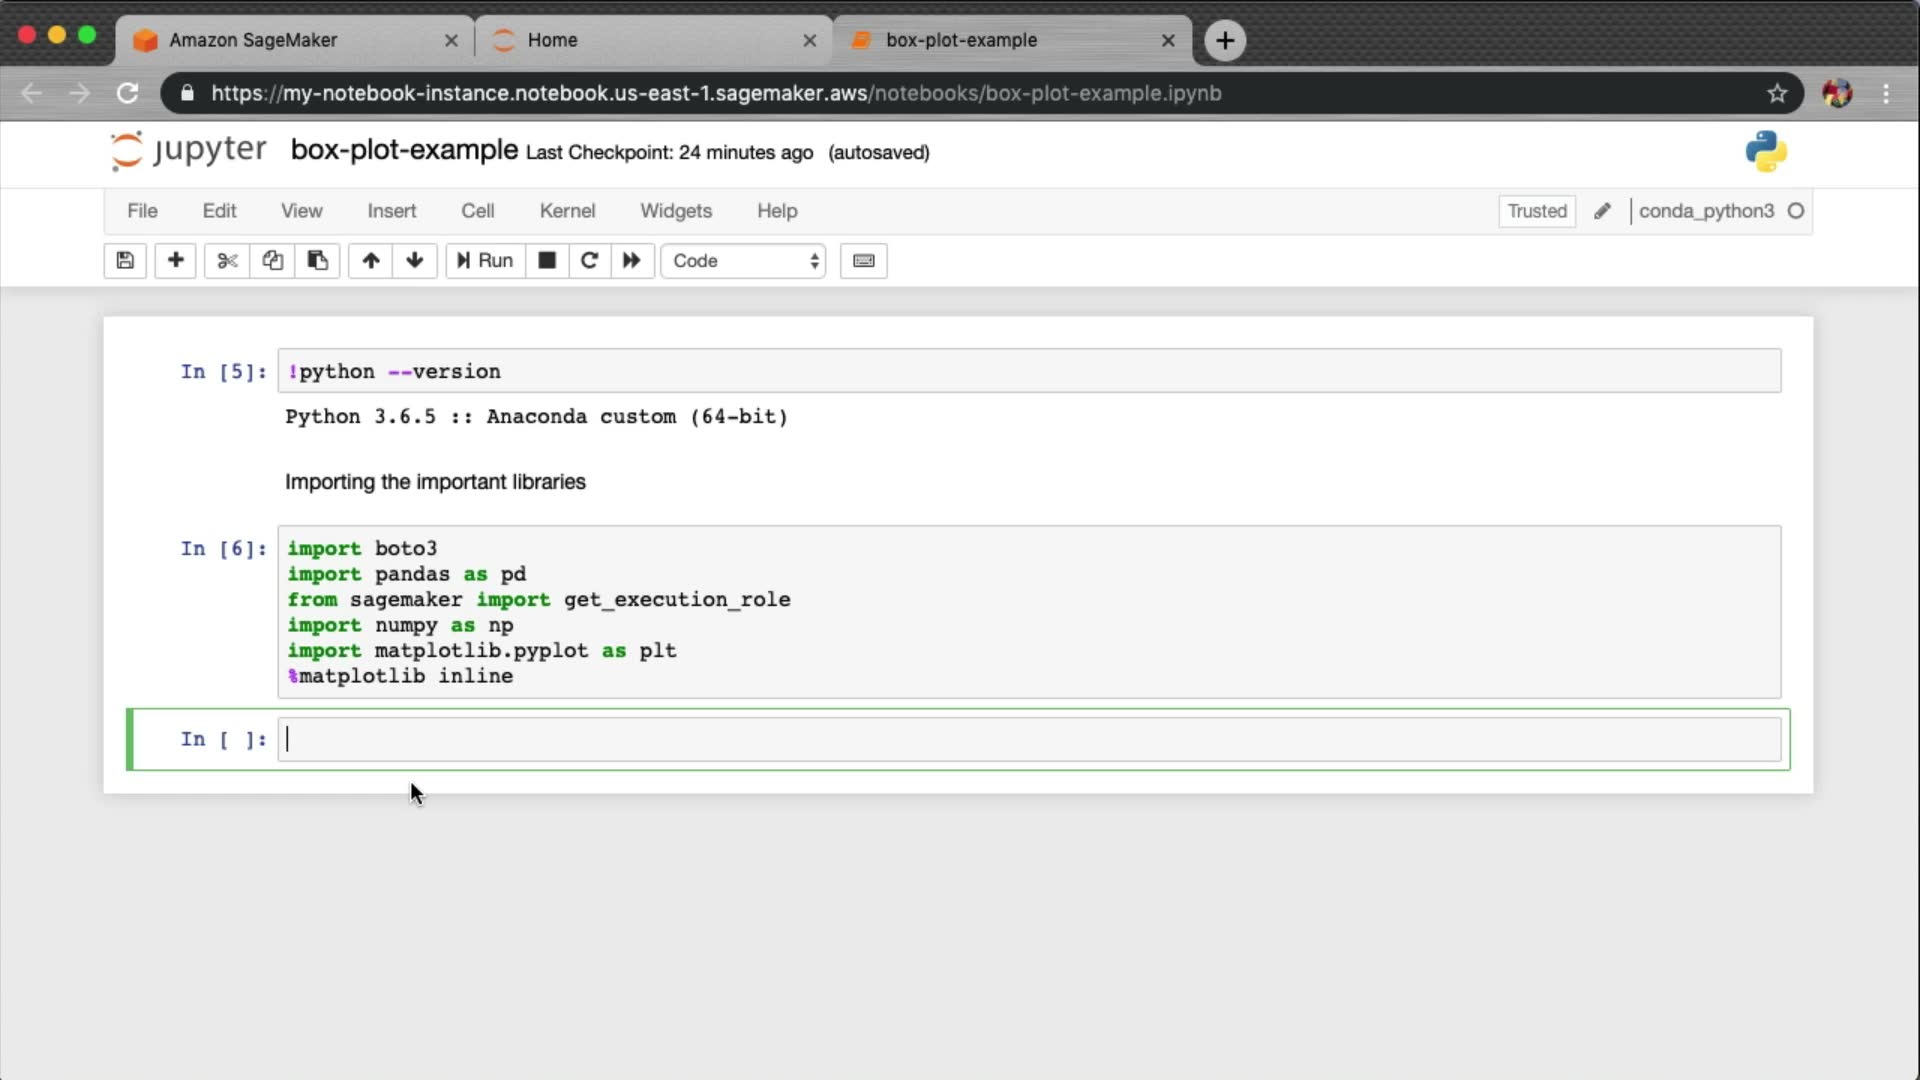 Amazon SageMaker
Home
box-plot-example
https://my-notebook-instance.notebook.us-east-1.sagemaker.aws/notebooks/box-plot-example.ipynb
jupyter box-plot-example Last Checkpoint: 24 minutes ago (autosaved)
File Edit View Insert Cell Kernel Widgets Help Trusted conda_python3
Run Code
In [5]: !python --version
Python 3.6.5 :: Anaconda custom (64-bit)
Importing the important libraries
In [6]: import boto3
import pandas as pd
from sagemaker import get_execution_role
import numpy as np
import matplotlib.pyplot as plt
%matplotlib inline
In [ ]: